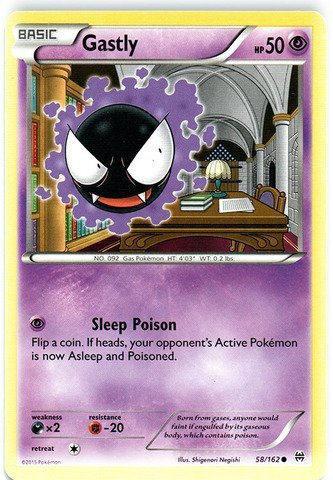 BASIC
Gastly
HP 50
NO. 092 Gas Pokémon HT: 4'03" WT: 0.2 lbs.
Sleep Poison
Flip a coin. If heads, your opponent's Active Pokémon
is now Asleep and Poisoned.
weakness
×2
resistance
-20
retreat
Born from gases, anyone would
faint if engulfed by its gaseous
body, which contains poison.
©2015 Pokémon
Illus. Shigenori Negishi
58/162